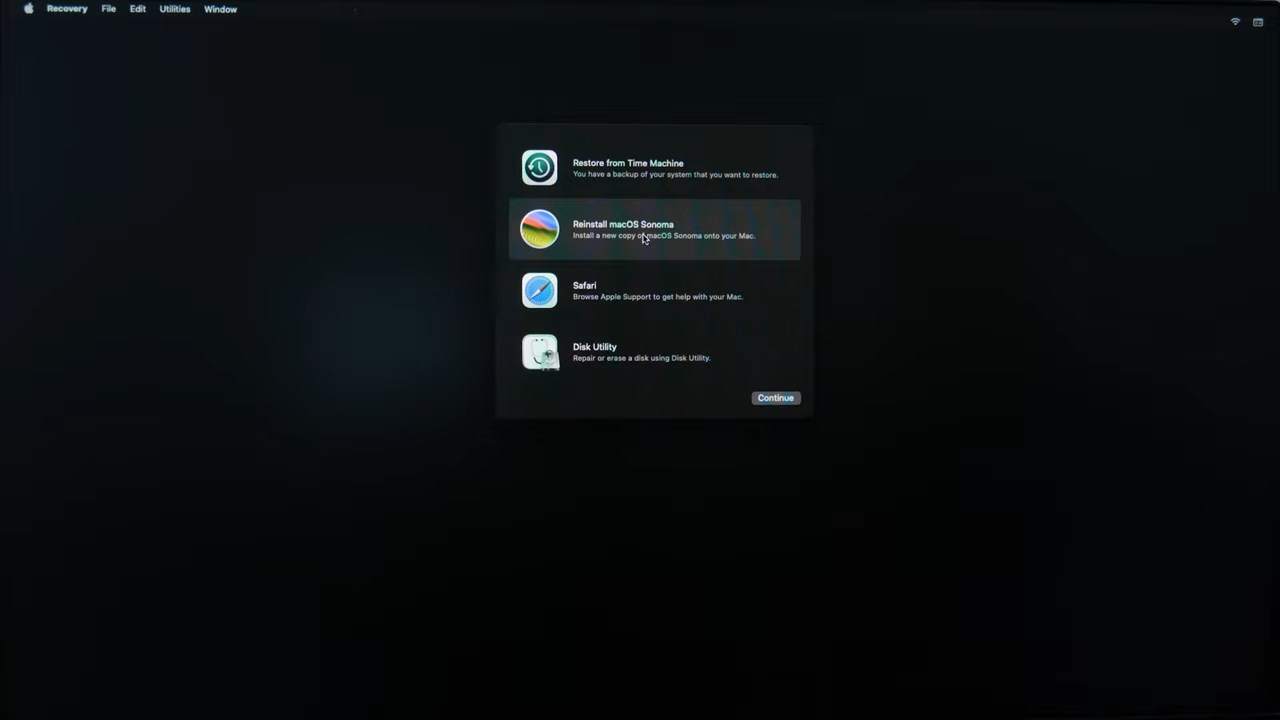 Recovery File Edit Utilities Window
Restore from Time Machine
You have a backup of your system that you want to restore.
Reinstall macOS Sonoma
Install a new copy of macOS Sonoma onto your Mac.
Safari
Browse Apple Support to get help with your Mac.
Disk Utility
Repair or erase a disk using Disk Utility.
Continue